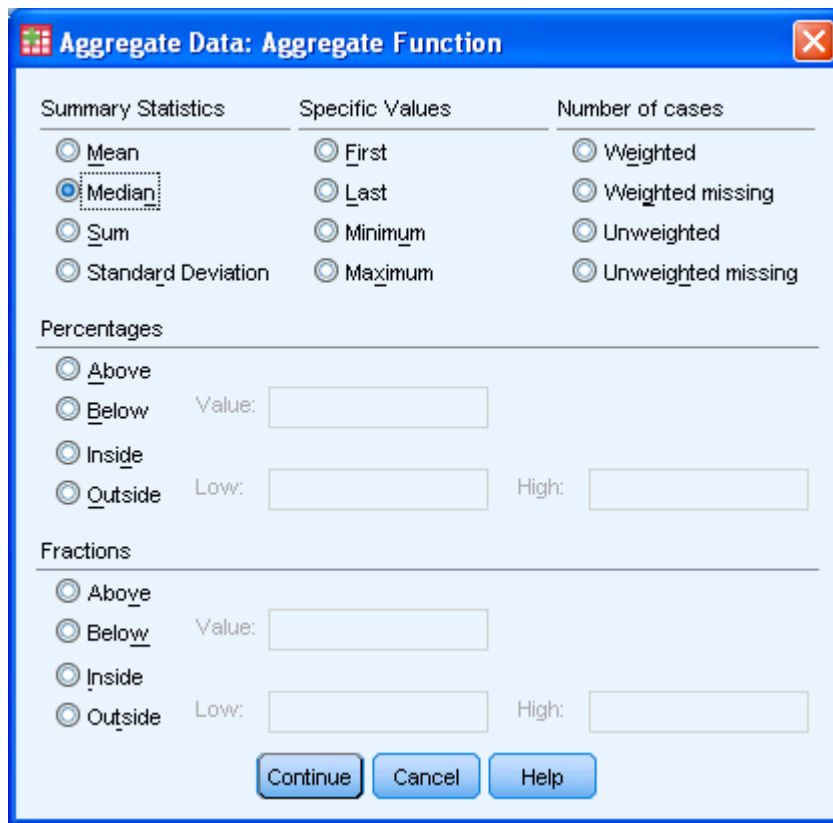 Aggregate Data: Aggregate Function
Summary Statistics Specific Values Number of cases
Mean First Weighted
Median Last Weighted missing
Sum Minimum Unweighted
Standard Deviation Maximum Unweighted missing
Percentages
Above
Below Value:
Inside
Outside Low: High:
Fractions
Above
Below Value:
Inside
Outside Low: High:
Continue Cancel Help